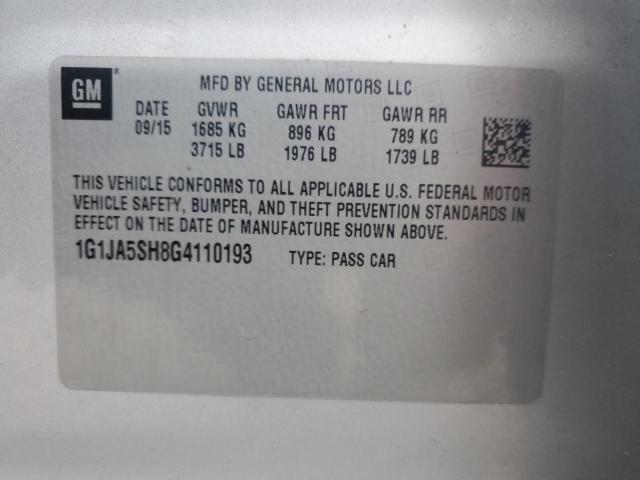 GM
MFD BY GENERAL MOTORS LLC
DATE GVWR GAWR FRT GAWR RR
09/15 1685 KG 896 KG 789 KG
3715 LB 1976 LB 1739 LB
THIS VEHICLE CONFORMS TO ALL APPLICABLE U.S. FEDERAL MOTOR
VEHICLE SAFETY, BUMPER, AND THEFT PREVENTION STANDARDS IN
EFFECT ON THE DATE OF MANUFACTURE SHOWN ABOVE.
1G1JA5SH8G4110193 TYPE: PASS CAR